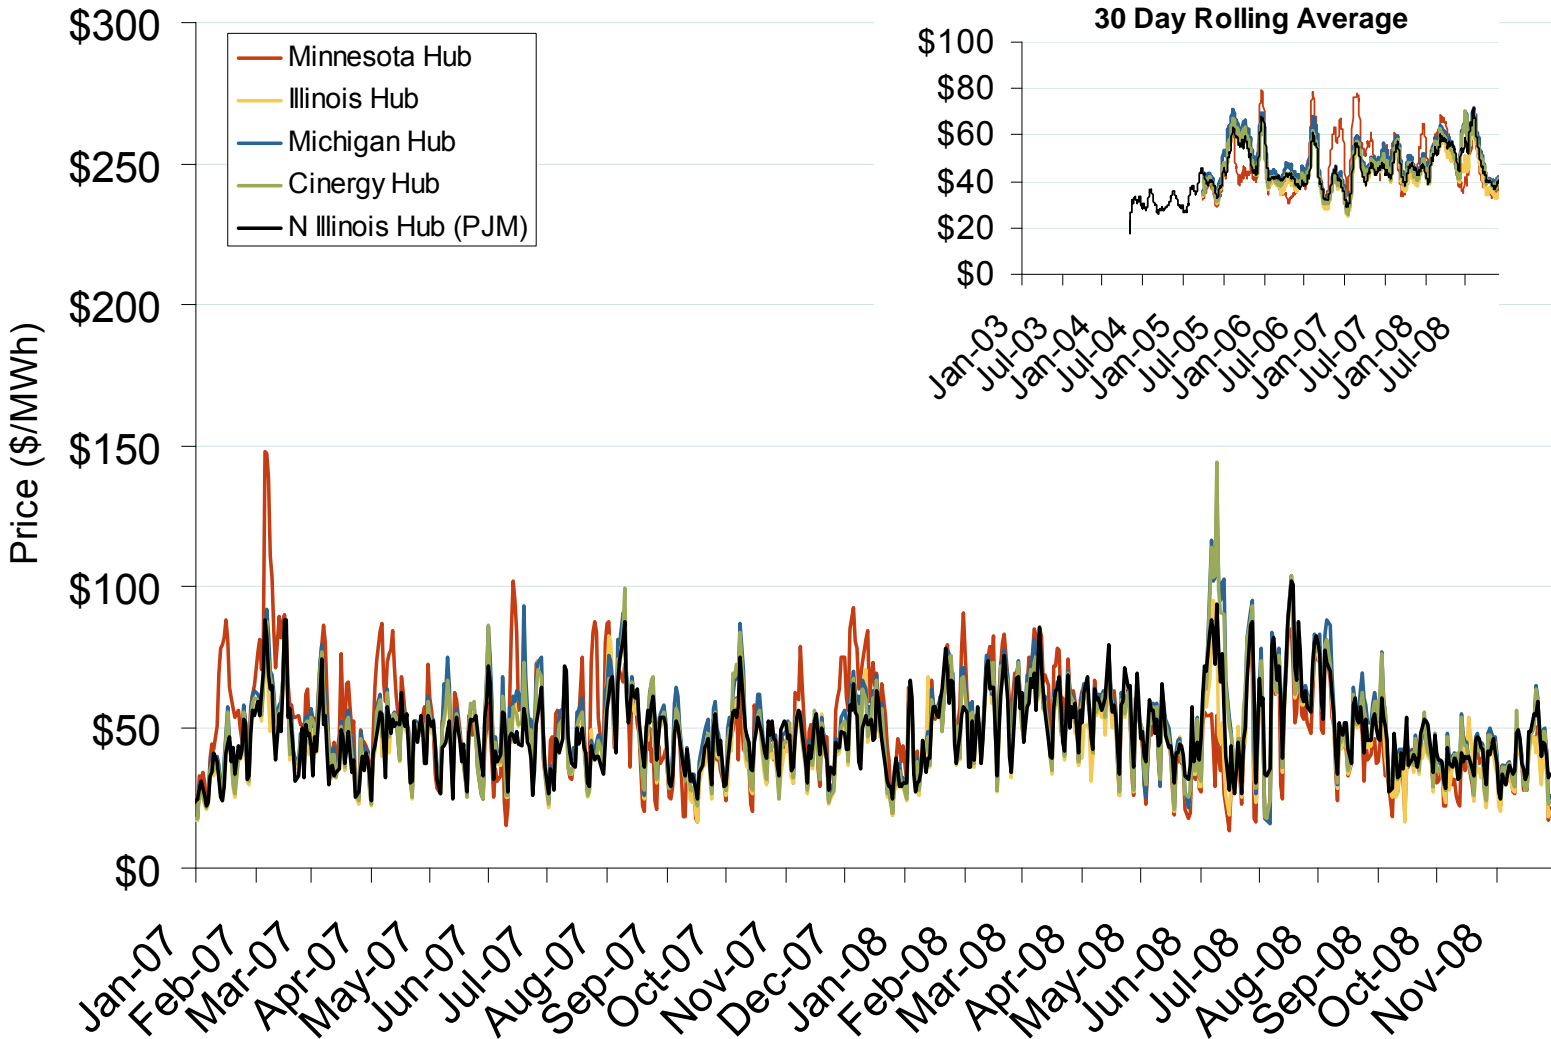 $300
$250
$200
$150
$100
$50
$0
Price ($/MWh)
Minnesota Hub
Illinois Hub
Michigan Hub
Cinergy Hub
N Illinois Hub (PJM)
30 Day Rolling Average
$100
$80
$60
$40
$20
$0
Jan-03
Jul-03
Jan-04
Jul-04
Jan-05
Jul-05
Jan-06
Jul-06
Jan-07
Jul-07
Jan-08
Jul-08
Jan-07
Feb-07
Mar-07
Apr-07
May-07
Jun-07
Jul-07
Aug-07
Sep-07
Oct-07
Nov-07
Dec-07
Jan-08
Feb-08
Mar-08
Apr-08
May-08
Jun-08
Jul-08
Aug-08
Sep-08
Oct-08
Nov-08